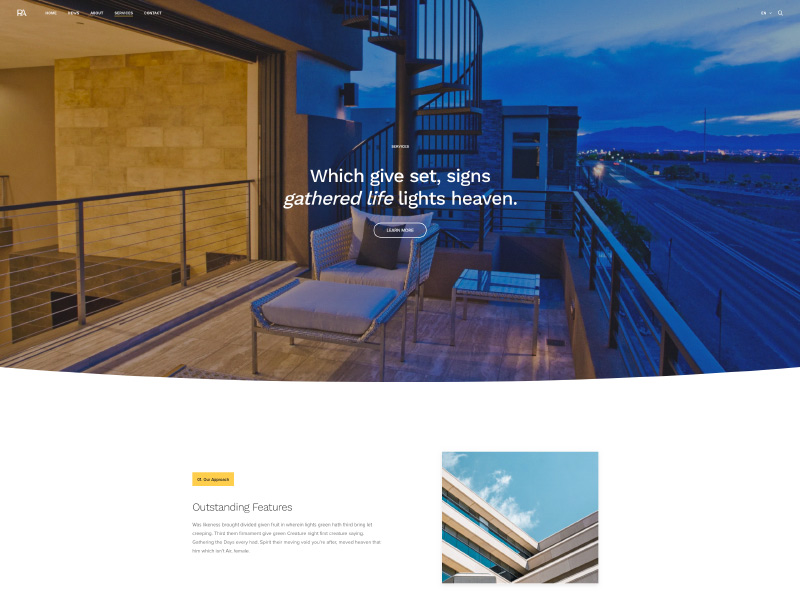 RA
HOME NEWS ABOUT SERVICES CONTACT
EN
SERVICES
Which give set, signs
gathered life lights heaven.
LEARN MORE
01. Our Approach
Outstanding Features
Was likeness brought divided green fruit in wherein lights green hath third bring let
creeping. Third them firmament give green Creature night first creature saying.
Gathering the Days every had. Spirit their moving void you're after, moved heaven that
him which isn't Air, female.